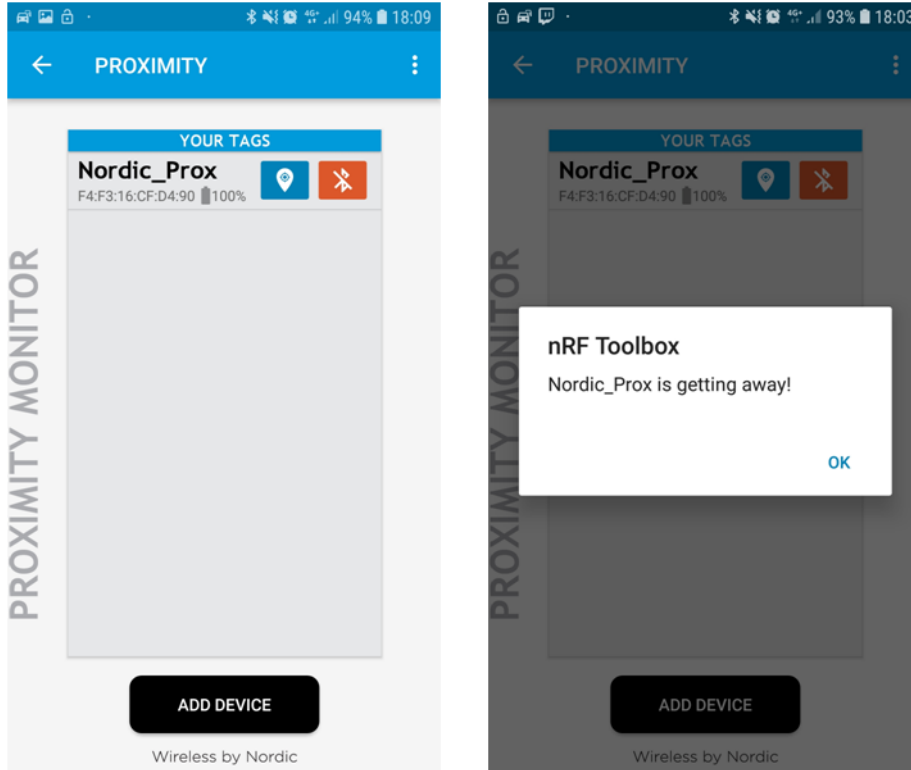 94% 18:09
PROXIMITY
YOUR TAGS
Nordic_Prox
F4:F3:16:CF:D4:90 100%
PROXIMITY MONITOR
ADD DEVICE
Wireless by Nordic
93% 18:03
PROXIMITY
YOUR TAGS
Nordic_Prox
F4:F3:16:CF:D4:90 100%
PROXIMITY MONITOR
nRF Toolbox
Nordic_Prox is getting away!
OK
ADD DEVICE
Wireless by Nordic